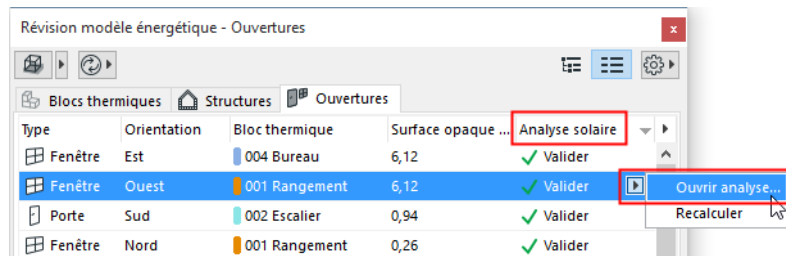 Révision modèle énergétique - Ouvertures
Blocs thermiques Structures Ouvertures
Type Orientation Bloc thermique Surface opaque ... Analyse solaire
Fenêtre Est 004 Bureau 6,12 Valider
Fenêtre Ouest 001 Rangement 6,12 Valider Ouvrir analyse...
Porte Sud 002 Escalier 0,94 Valider Recalculer
Fenêtre Nord 001 Rangement 0,26 Valider